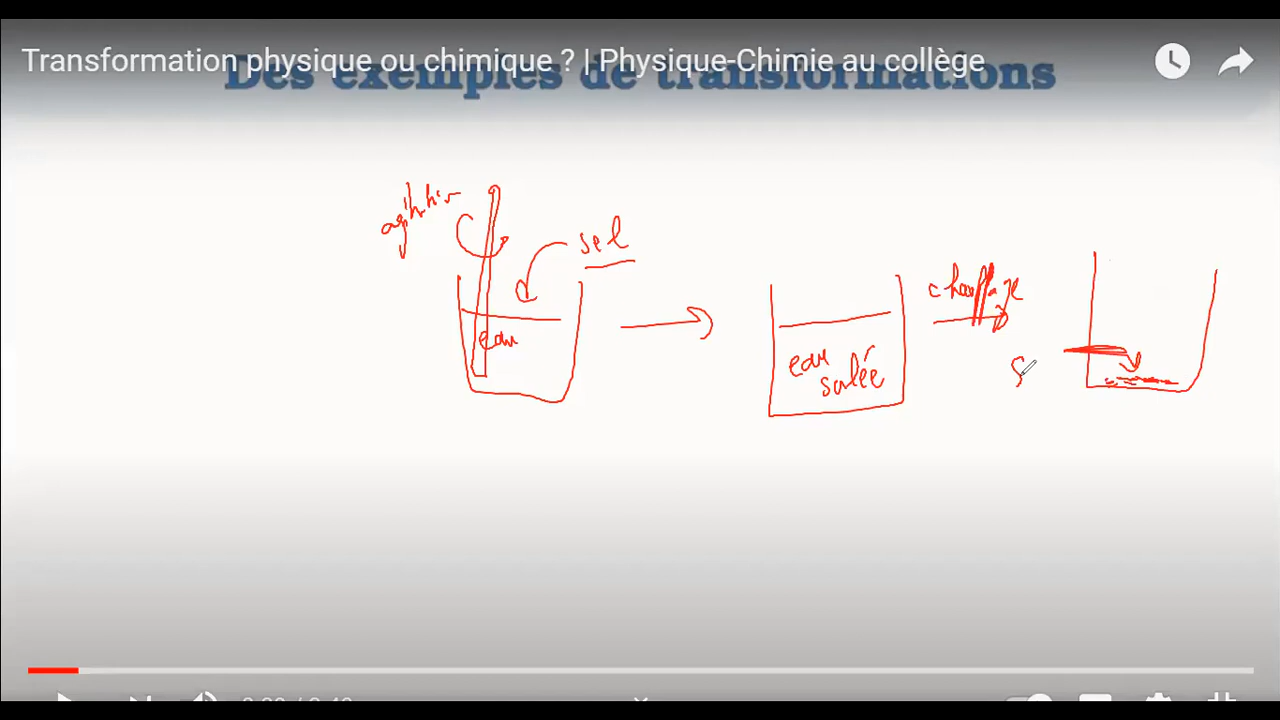 Transformation physique ou chimique ? | Physique-Chimie au collège
Des exemples de transformations
agitation
sel
eau
eau
salée
chauffage
s